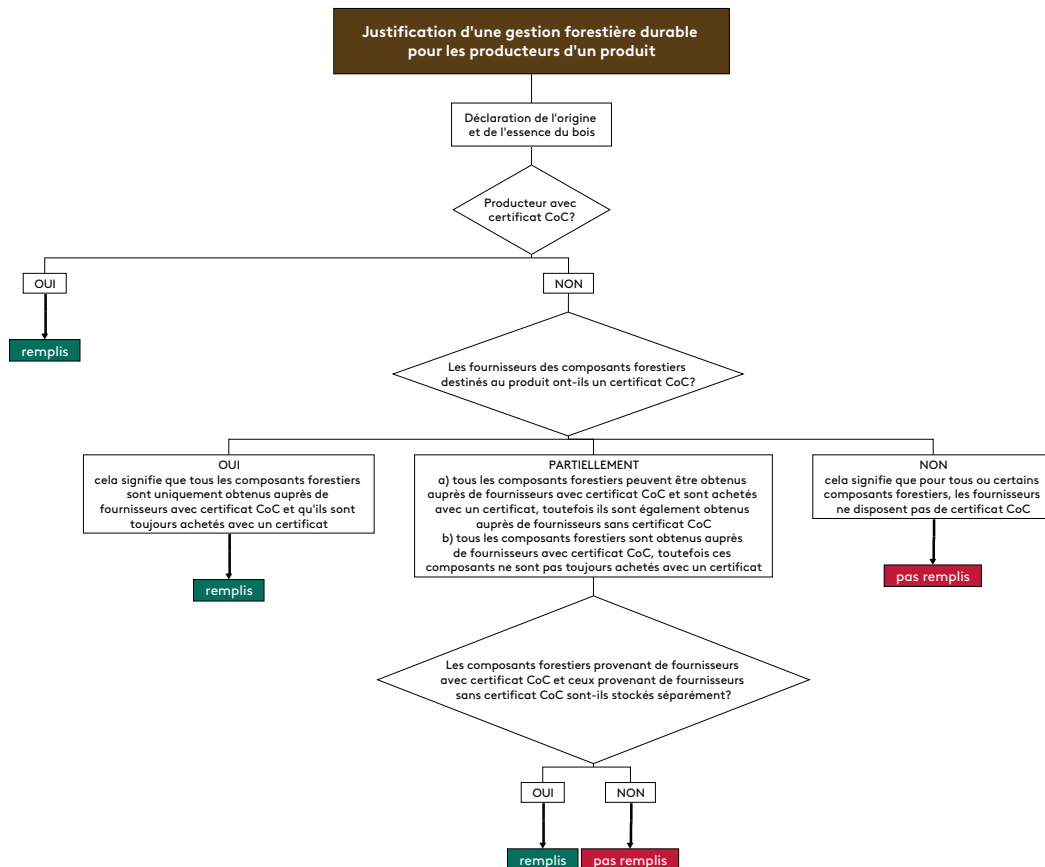 Justification d'une gestion forestière durable
pour les producteurs d'un produit
Déclaration de l'origine
et de l'essence du bois
Producteur avec
certificat CoC?
OUI
NON
remplis
Les fournisseurs des composants forestiers
destinés au produit ont-ils un certificat CoC?
OUI
cela signifie que tous les composants forestiers
sont uniquement obtenus auprès de
fournisseurs avec certificat CoC et qu'ils sont
toujours achetés avec un certificat
PARTIELLEMENT
a) tous les composants forestiers peuvent être obtenus
auprès de fournisseurs avec certificat CoC et sont achetés
avec un certificat, toutefois ils sont également obtenus
auprès de fournisseurs sans certificat CoC
b) tous les composants forestiers sont obtenus auprès
de fournisseurs avec certificat CoC, toutefois ces
composants ne sont pas toujours achetés avec un certificat
NON
cela signifie que pour tous ou certains
composants forestiers, les fournisseurs
ne disposent pas de certificat CoC
remplis
pas remplis
Les composants forestiers provenant de fournisseurs
avec certificat CoC et ceux provenant de fournisseurs
sans certificat CoC sont-ils stockés séparément?
OUI
NON
remplis
pas remplis